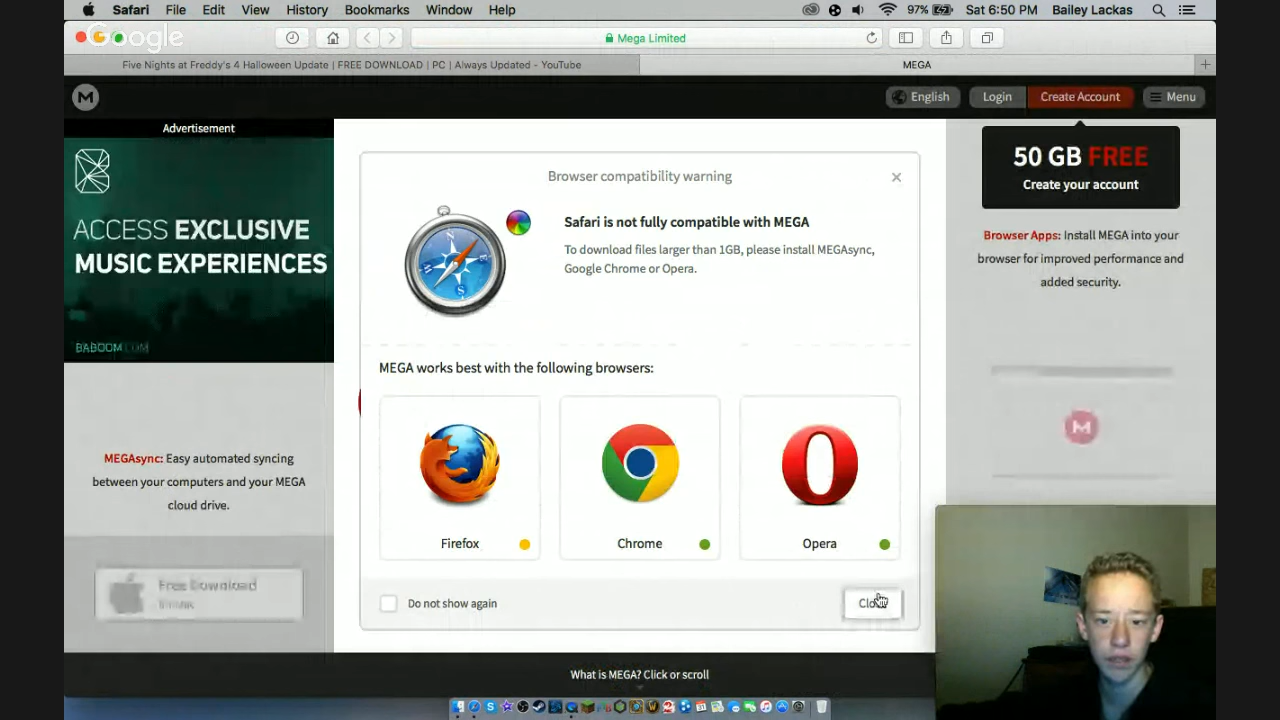 Safari File Edit View History Bookmarks Window Help 97% Sat 6:50 PM Bailey Lackas
Google
Mega Limited
Five Nights at Freddy's 4 Halloween Update | FREE DOWNLOAD | PC | Always Updated - YouTube MEGA
M English Login Create Account Menu
Advertisement
ACCESS EXCLUSIVE
MUSIC EXPERIENCES
BABOOM.COM
MEGAsync: Easy automated syncing
between your computers and your MEGA
cloud drive.
Free Download
Browser compatibility warning
Safari is not fully compatible with MEGA
To download files larger than 1GB, please install MEGAsync,
Google Chrome or Opera.
MEGA works best with the following browsers:
Firefox Chrome Opera
Do not show again
What is MEGA? Click or scroll
50 GB FREE
Create your account
Browser Apps: Install MEGA into your
browser for improved performance and
added security.
M